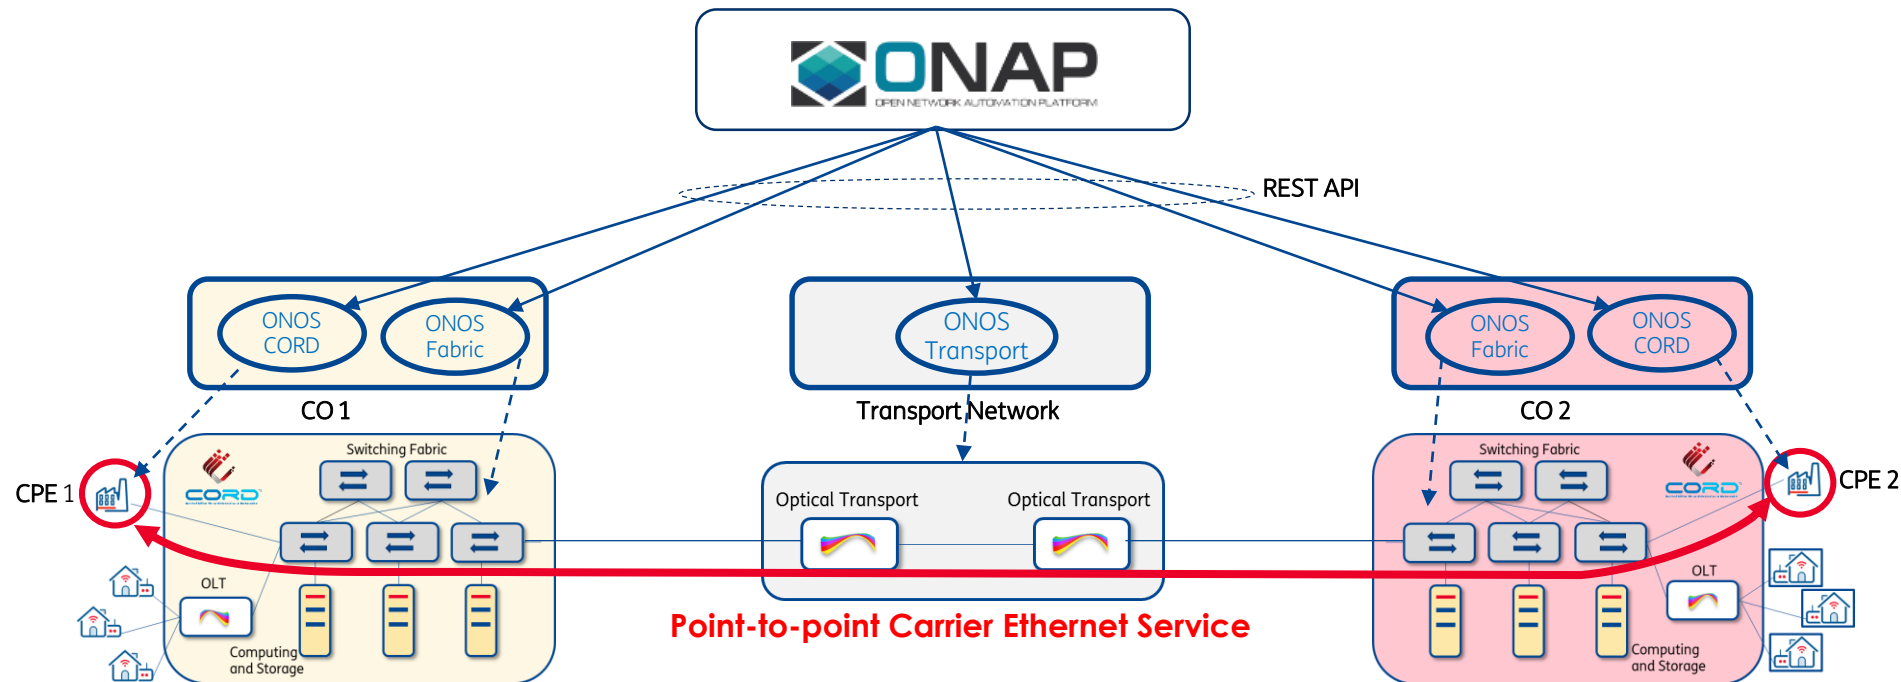 ONAP
OPEN NETWORK AUTOMATION PLATFORM
REST API
ONOS
CORD
ONOS
Fabric
ONOS
Transport
ONOS
Fabric
ONOS
CORD
CO 1
Transport Network
CO 2
Switching Fabric
CORD
CPE 1
Optical Transport
Optical Transport
Switching Fabric
CORD
CPE 2
OLT
Computing
and Storage
OLT
Computing
and Storage
Point-to-point Carrier Ethernet Service